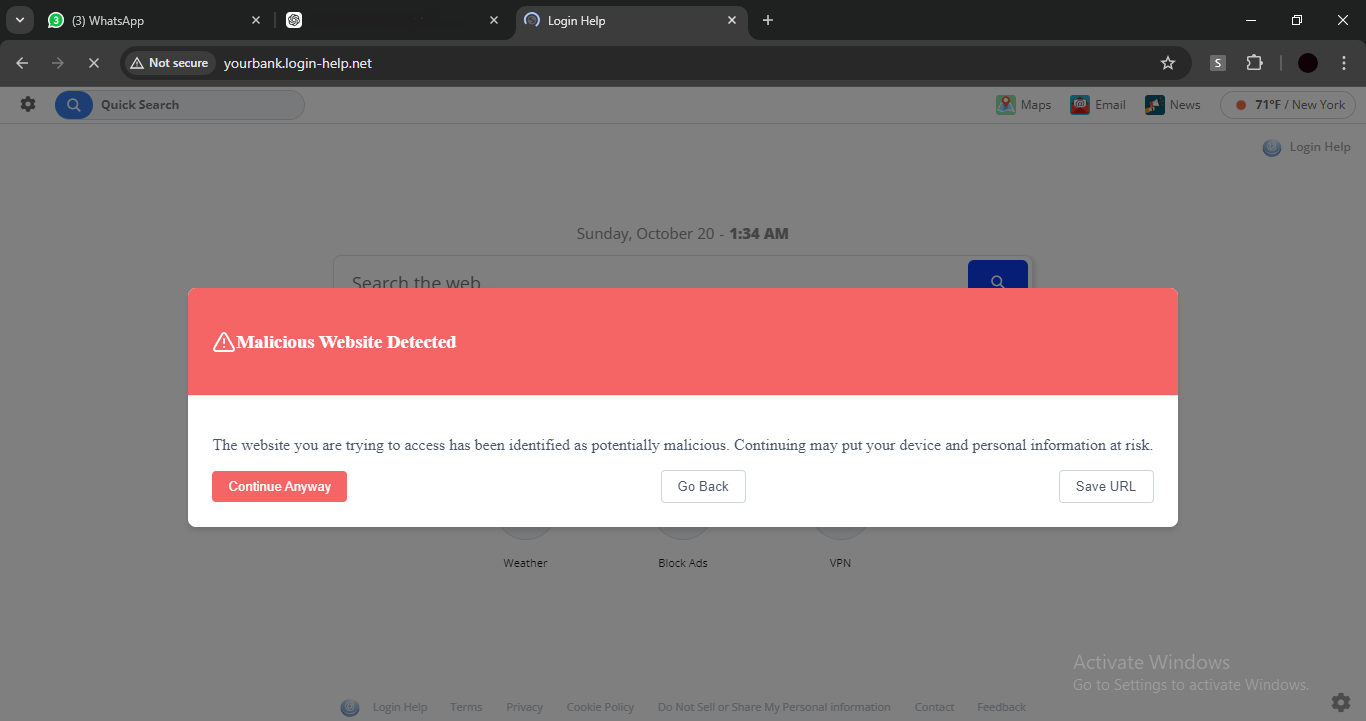 3 (3) WhatsApp
Login Help
Not secure yourbank.login-help.net
S
Quick Search
Maps Email News 71°F / New York
Login Help
Sunday, October 20 - 1:34 AM
Search the web
Malicious Website Detected
The website you are trying to access has been identified as potentially malicious. Continuing may put your device and personal information at risk.
Continue Anyway Go Back Save URL
Weather Block Ads VPN
Activate Windows
Go to Settings to activate Windows.
Login Help Terms Privacy Cookie Policy Do Not Sell or Share My Personal information Contact Feedback